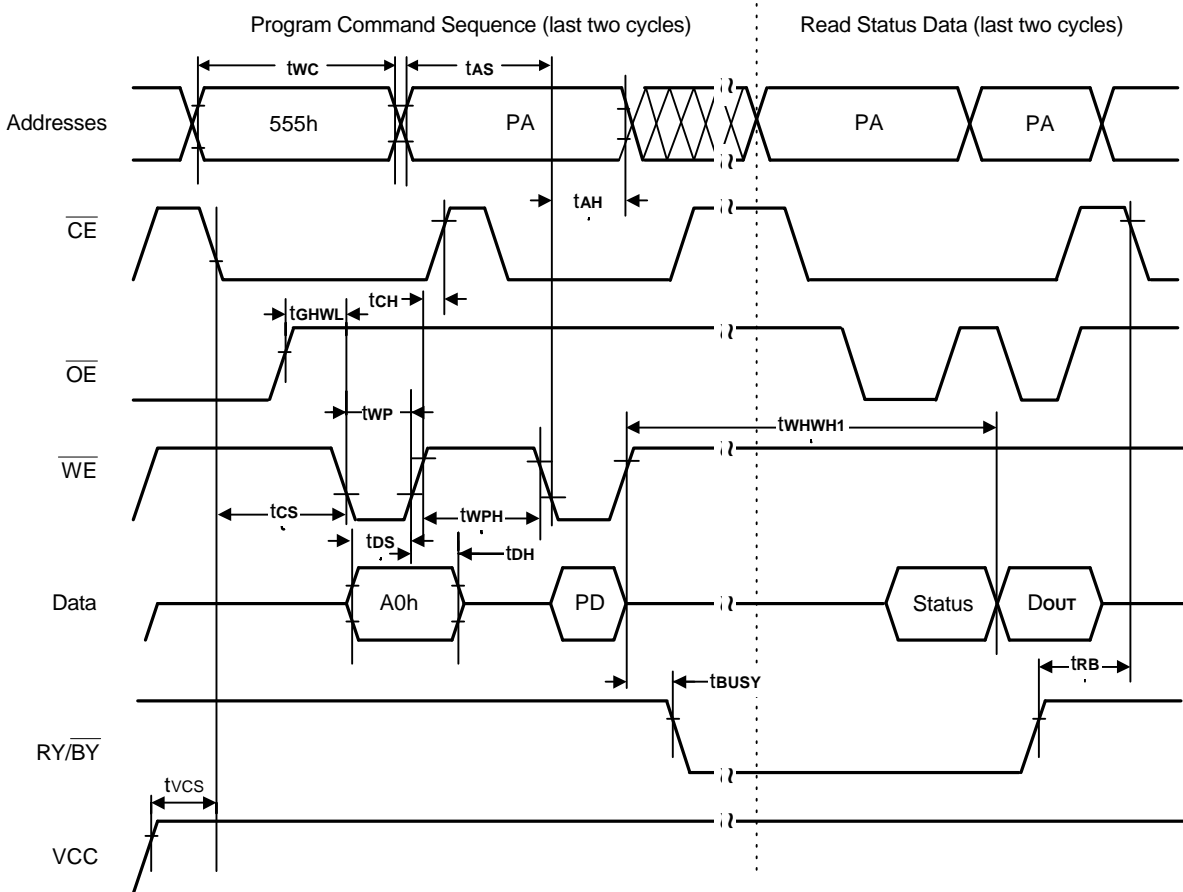 Program Command Sequence (last two cycles) Read Status Data (last two cycles)
tWC tAS
Addresses 555h PA PA PA
tAH
CE
tCH
tGHWL
OE
tWP
tWHWH1
WE
tCS tWPH
tDS tDH
Data A0h PD Status DOUT
tBUSY tRB
RY/BY
tVCS
VCC